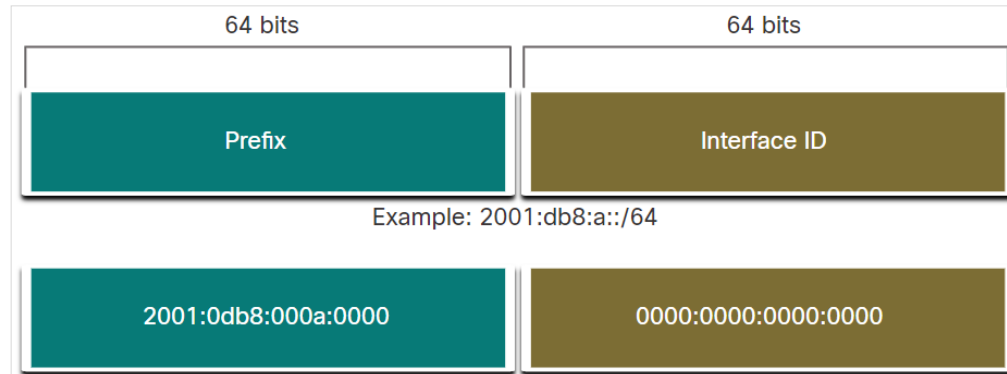 64 bits 64 bits
Prefix Interface ID
Example: 2001:db8:a::/64
2001:0db8:000a:0000 0000:0000:0000:0000